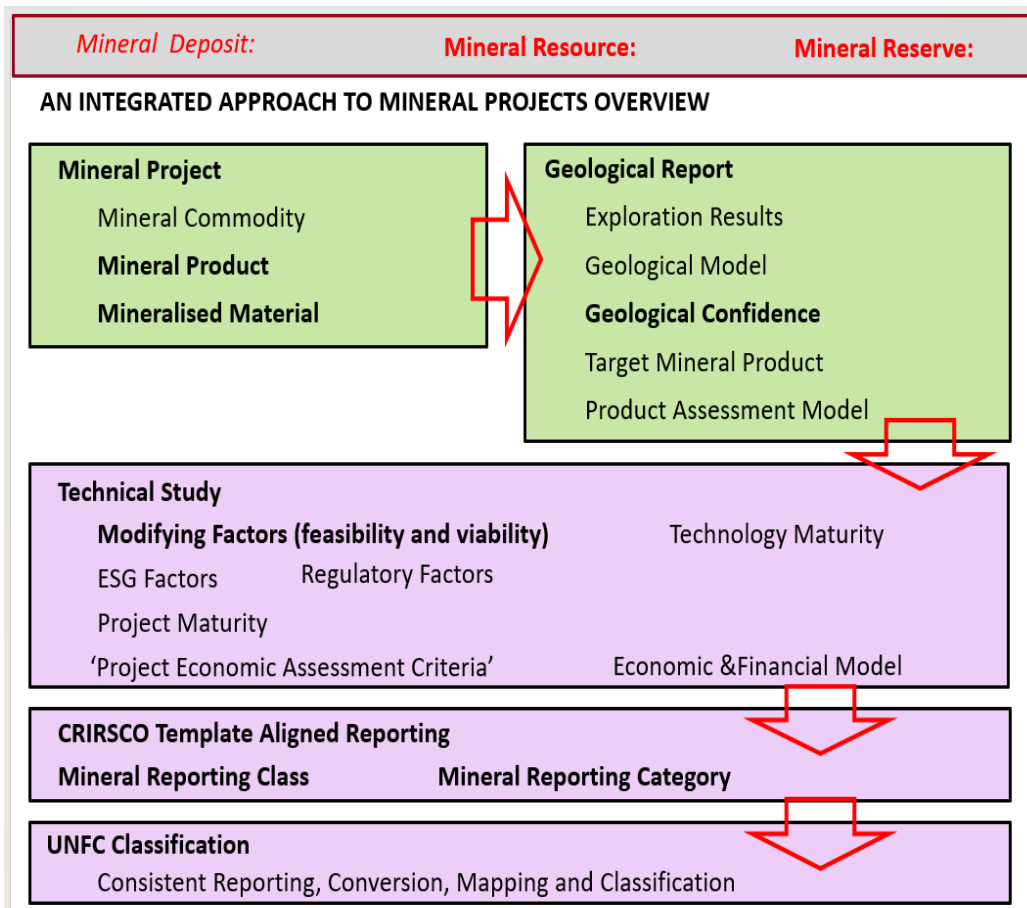 Mineral Deposit: Mineral Resource: Mineral Reserve:
AN INTEGRATED APPROACH TO MINERAL PROJECTS OVERVIEW
Mineral Project
Mineral Commodity
Mineral Product
Mineralised Material
Geological Report
Exploration Results
Geological Model
Geological Confidence
Target Mineral Product
Product Assessment Model
Technical Study
Modifying Factors (feasibility and viability) Technology Maturity
ESG Factors Regulatory Factors
Project Maturity
‘Project Economic Assessment Criteria’ Economic &Financial Model
CRIRSCO Template Aligned Reporting
Mineral Reporting Class Mineral Reporting Category
UNFC Classification
Consistent Reporting, Conversion, Mapping and Classification